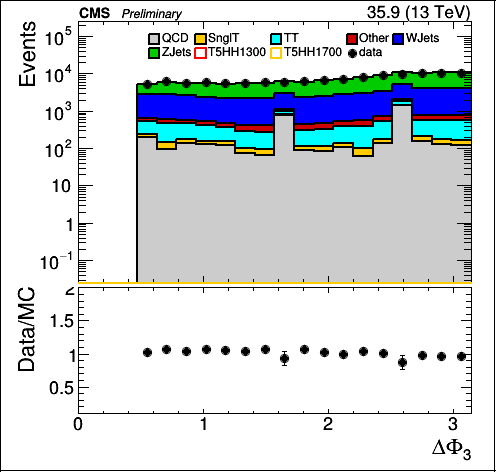 CMS Preliminary 35.9 (13 TeV)
QCD SnglT TT Other WJets
ZJets T5HH1300 T5HH1700 data
Events
10⁵
10⁴
10³
10²
10
1
10⁻¹
Data/MC
2
1.5
1
0.5
0 1 2 3
ΔΦ₃